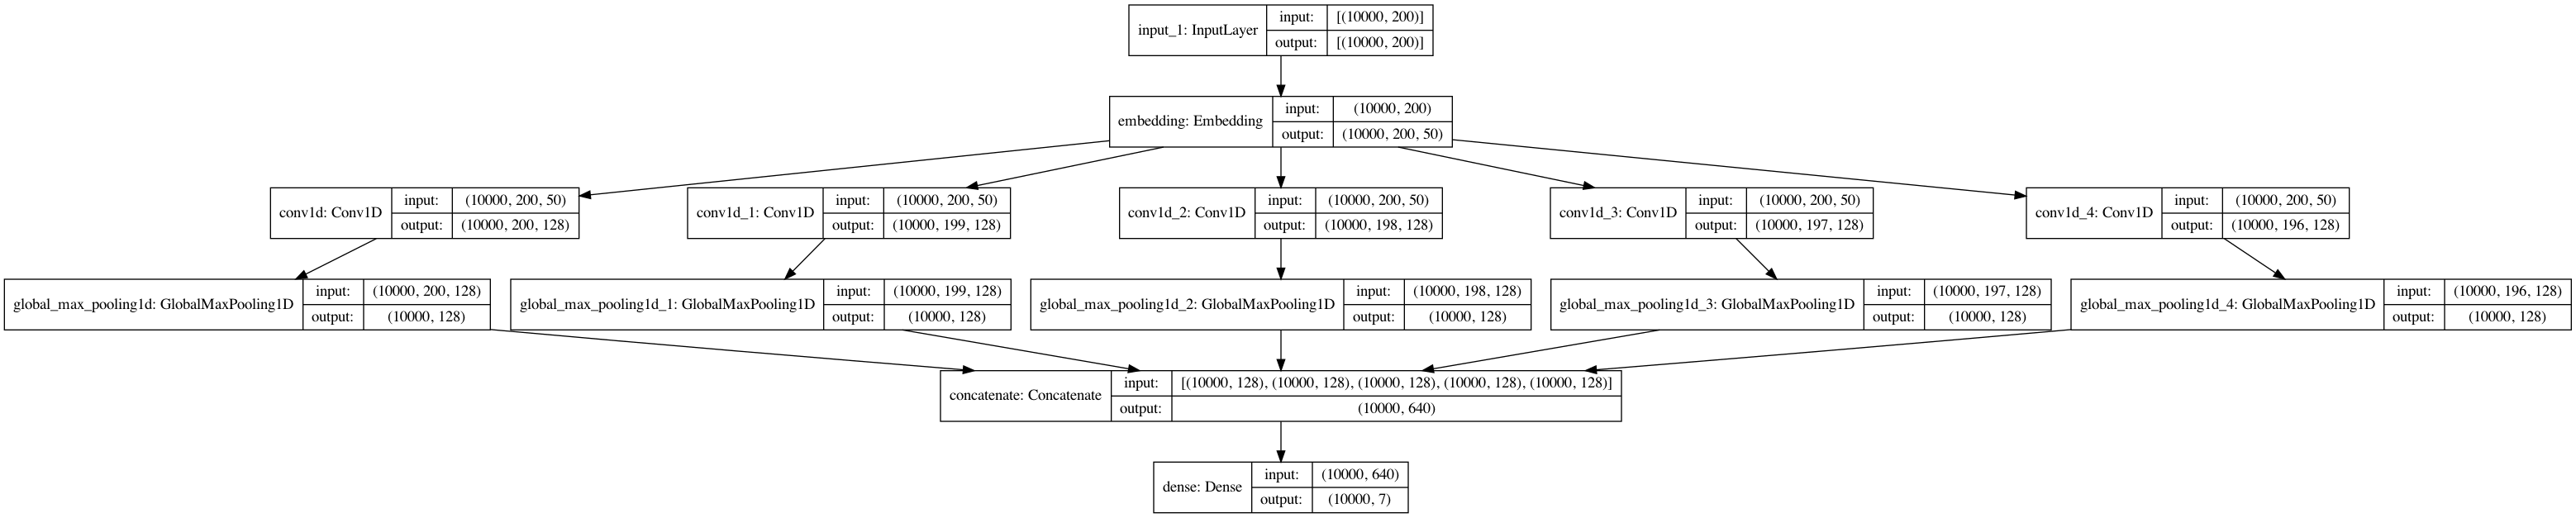 input_1: InputLayer
input: [(10000, 200)]
output: [(10000, 200)]
embedding: Embedding
input: (10000, 200)
output: (10000, 200, 50)
conv1d: Conv1D
input: (10000, 200, 50)
output: (10000, 200, 128)
conv1d_1: Conv1D
input: (10000, 200, 50)
output: (10000, 199, 128)
conv1d_2: Conv1D
input: (10000, 200, 50)
output: (10000, 198, 128)
conv1d_3: Conv1D
input: (10000, 200, 50)
output: (10000, 197, 128)
conv1d_4: Conv1D
input: (10000, 200, 50)
output: (10000, 196, 128)
global_max_pooling1d: GlobalMaxPooling1D
input: (10000, 200, 128)
output: (10000, 128)
global_max_pooling1d_1: GlobalMaxPooling1D
input: (10000, 199, 128)
output: (10000, 128)
global_max_pooling1d_2: GlobalMaxPooling1D
input: (10000, 198, 128)
output: (10000, 128)
global_max_pooling1d_3: GlobalMaxPooling1D
input: (10000, 197, 128)
output: (10000, 128)
global_max_pooling1d_4: GlobalMaxPooling1D
input: (10000, 196, 128)
output: (10000, 128)
concatenate: Concatenate
input: [(10000, 128), (10000, 128), (10000, 128), (10000, 128), (10000, 128)]
output: (10000, 640)
dense: Dense
input: (10000, 640)
output: (10000, 7)